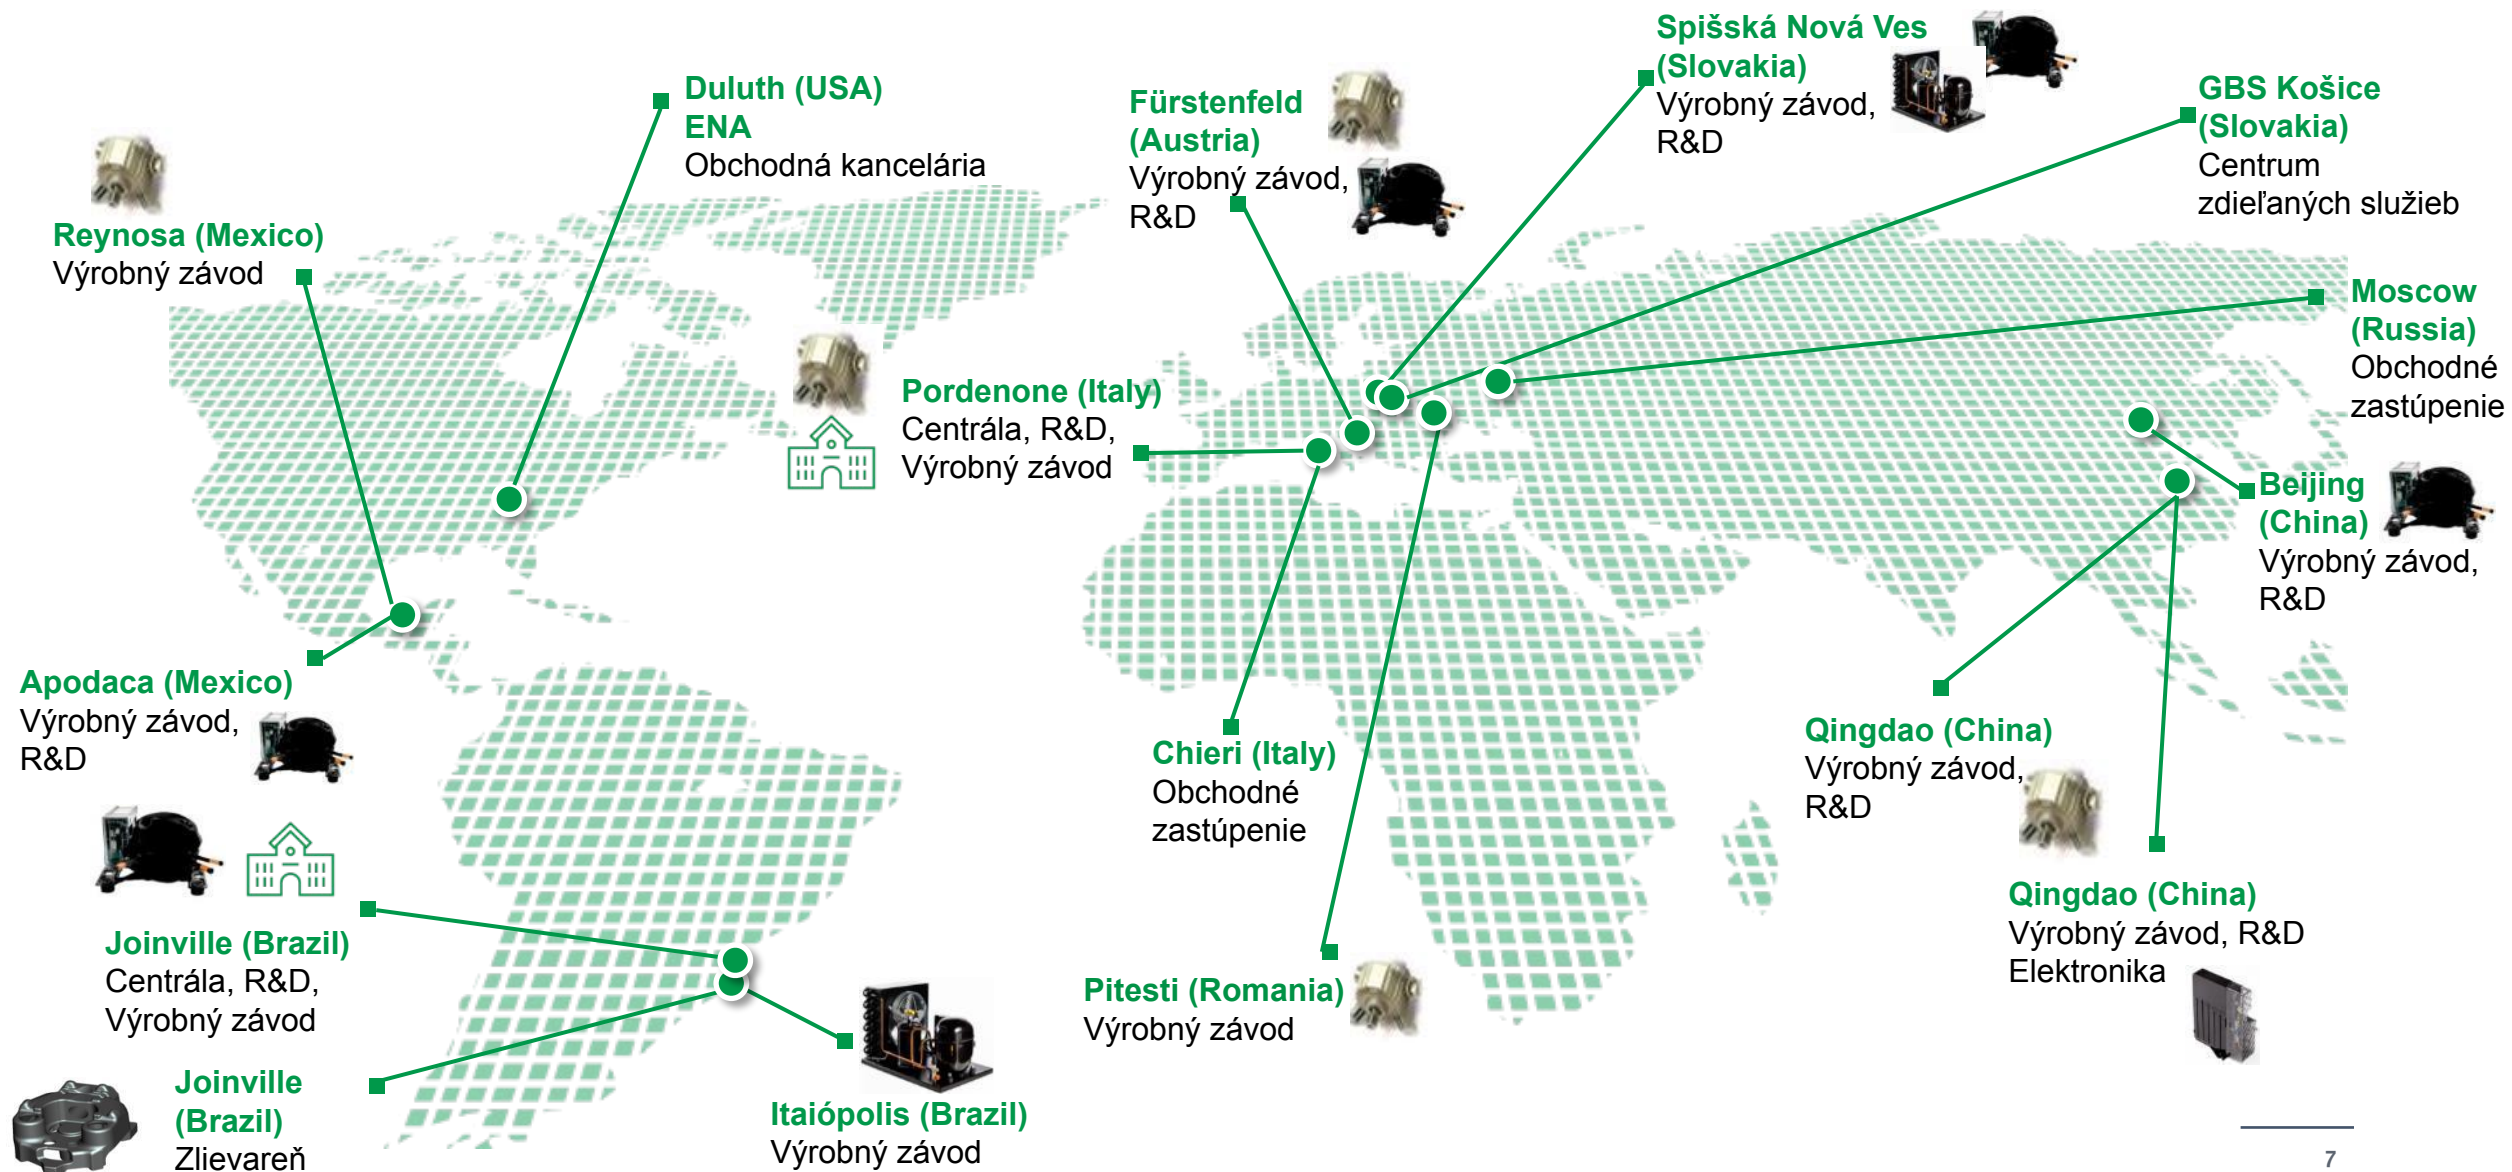 Spišská Nová Ves
(Slovakia)
Výrobný závod,
R&D
Duluth (USA)
ENA
Obchodná kancelária
Fürstenfeld
(Austria)
Výrobný závod,
R&D
GBS Košice
(Slovakia)
Centrum
zdieľaných služieb
Reynosa (Mexico)
Výrobný závod
Moscow
(Russia)
Obchodné
zastúpenie
Pordenone (Italy)
Centrála, R&D,
Výrobný závod
Beijing
(China)
Výrobný závod,
R&D
Apodaca (Mexico)
Výrobný závod,
R&D
Chieri (Italy)
Obchodné
zastúpenie
Qingdao (China)
Výrobný závod,
R&D
Qingdao (China)
Výrobný závod, R&D
Elektronika
Joinville (Brazil)
Centrála, R&D,
Výrobný závod
Pitesti (Romania)
Výrobný závod
Joinville
(Brazil)
Zlievareň
Itaiópolis (Brazil)
Výrobný závod
7